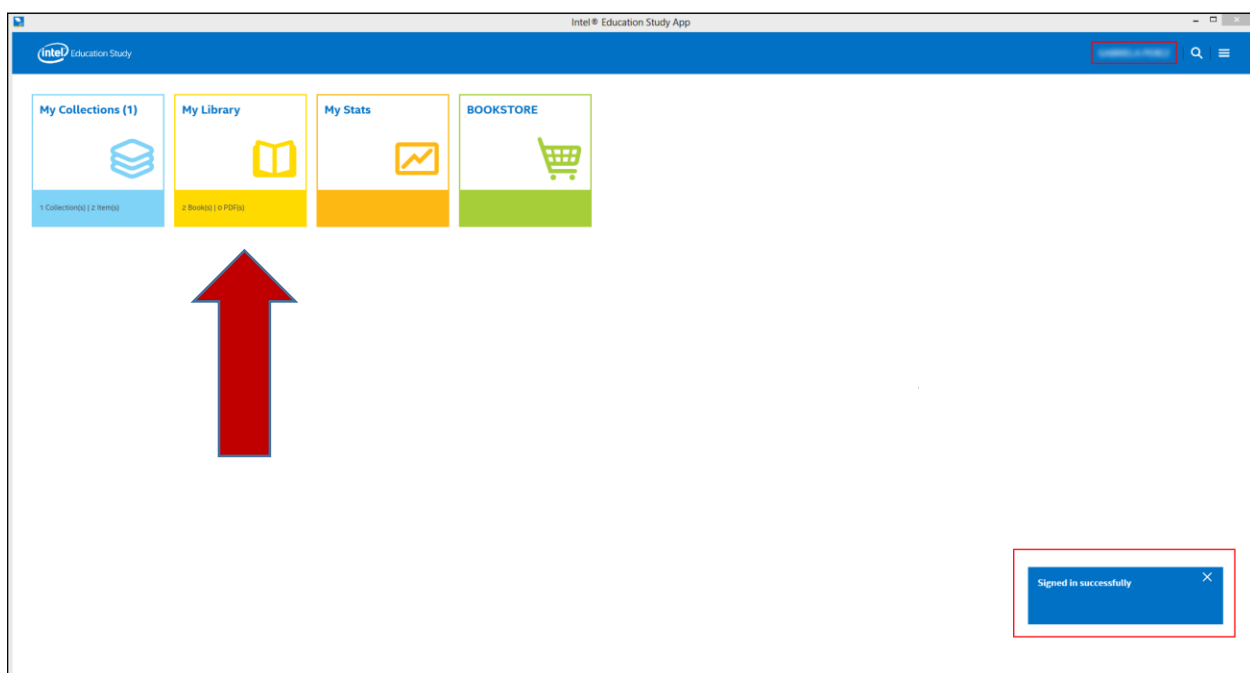 Intel® Education Study App
intel Education Study
My Collections (1)
My Library
My Stats
BOOKSTORE
1 Collection(s) | 2 Item(s)
2 Book(s) | 0 PDF(s)
Signed in successfully